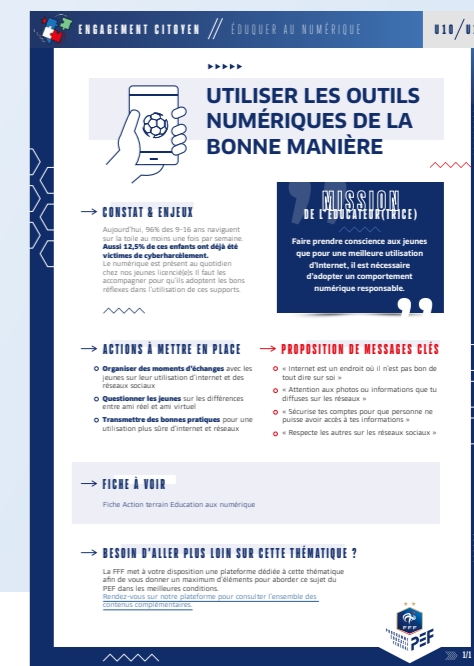 ENGAGEMENT CITOYEN // ÉDUQUER AU NUMÉRIQUE
U10/U
UTILISER LES OUTILS
NUMÉRIQUES DE LA
BONNE MANIÈRE
MISSION
DE L'ÉDUCATEUR(TRICE)
Faire prendre conscience aux jeunes
que pour une meilleure utilisation
d'Internet, il est nécessaire
d'adopter un comportement
numérique responsable.
CONSTAT & ENJEUX
Aujourd'hui, 96% des 9-16 ans naviguent
sur la toile au moins une fois par semaine.
Aussi 12,5% de ces enfants ont déjà été
victimes de cyberharcèlement.
Le numérique est présent au quotidien
chez nos jeunes licencié(e)s il faut les
accompagner pour qu'ils adoptent les bons
réflexes dans l'utilisation de ces supports.
ACTIONS À METTRE EN PLACE
Organiser des moments d'échanges avec les
jeunes sur leur utilisation d'internet et des
réseaux sociaux
Questionner les jeunes sur les différences
entre ami réel et ami virtuel
Transmettre des bonnes pratiques pour une
utilisation plus sûre d'internet et réseaux
PROPOSITION DE MESSAGES CLÉS
« Internet est un endroit où il n'est pas bon de
tout dire sur soi »
« Attention aux photos ou informations que tu
diffuses sur les réseaux »
« Sécurise tes comptes pour que personne ne
puisse avoir accès à tes informations »
« Respecte les autres sur les réseaux sociaux »
FICHE À VOIR
Fiche Action terrain Education aux numérique
BESOIN D'ALLER PLUS LOIN SUR CETTE THÉMATIQUE ?
La FFF met à votre disposition une plateforme dédiée à cette thématique
afin de vous donner un maximum d'éléments pour aborder ce sujet du
PEF dans les meilleures conditions.
Rendez-vous sur notre plateforme pour consulter l'ensemble des
contenus complémentaires.
FFF
PROGRAMME
ÉDUCATIF
FÉDÉRAL
PEF
1/1